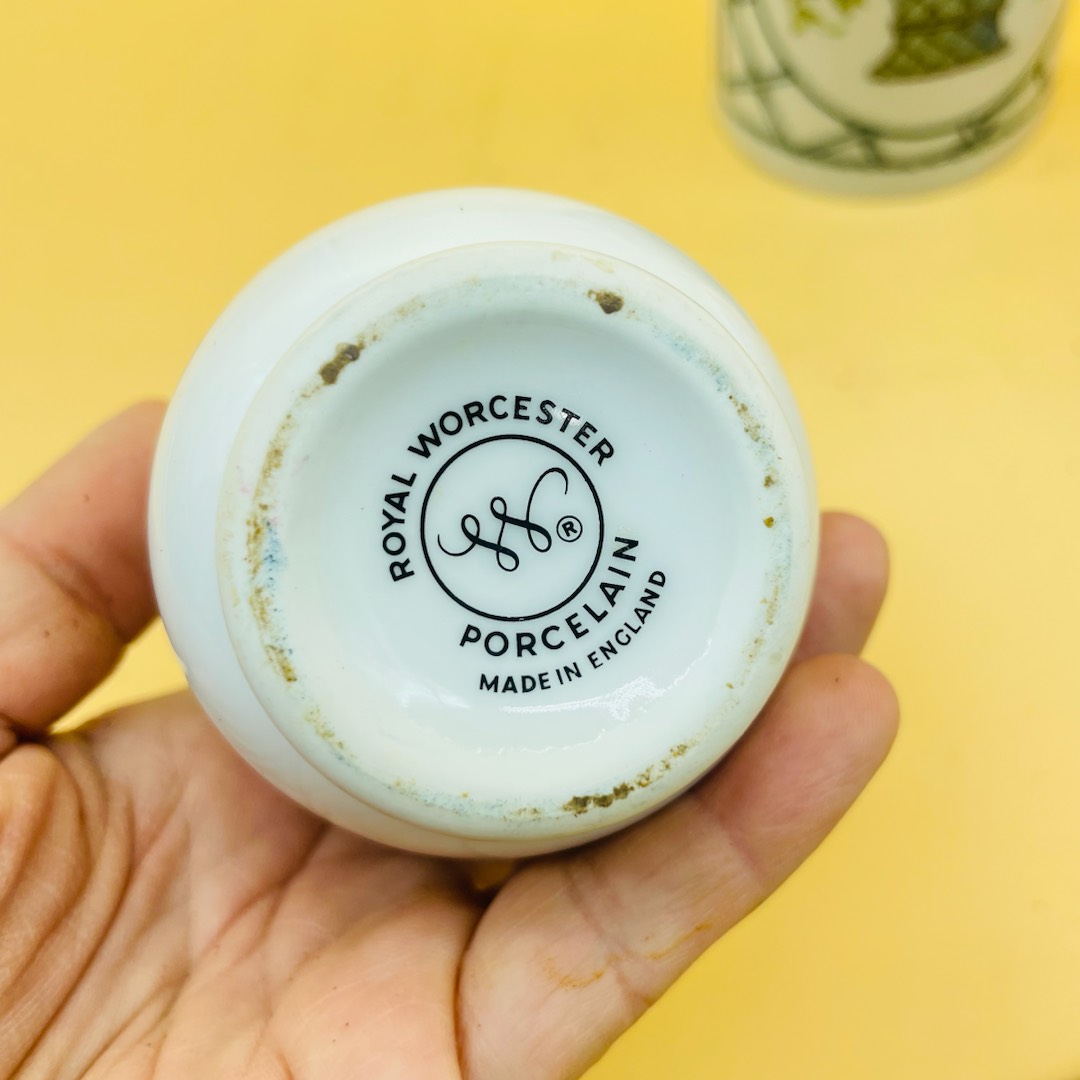 ROYAL WORCESTER
W ®
PORCELAIN
MADE IN ENGLAND